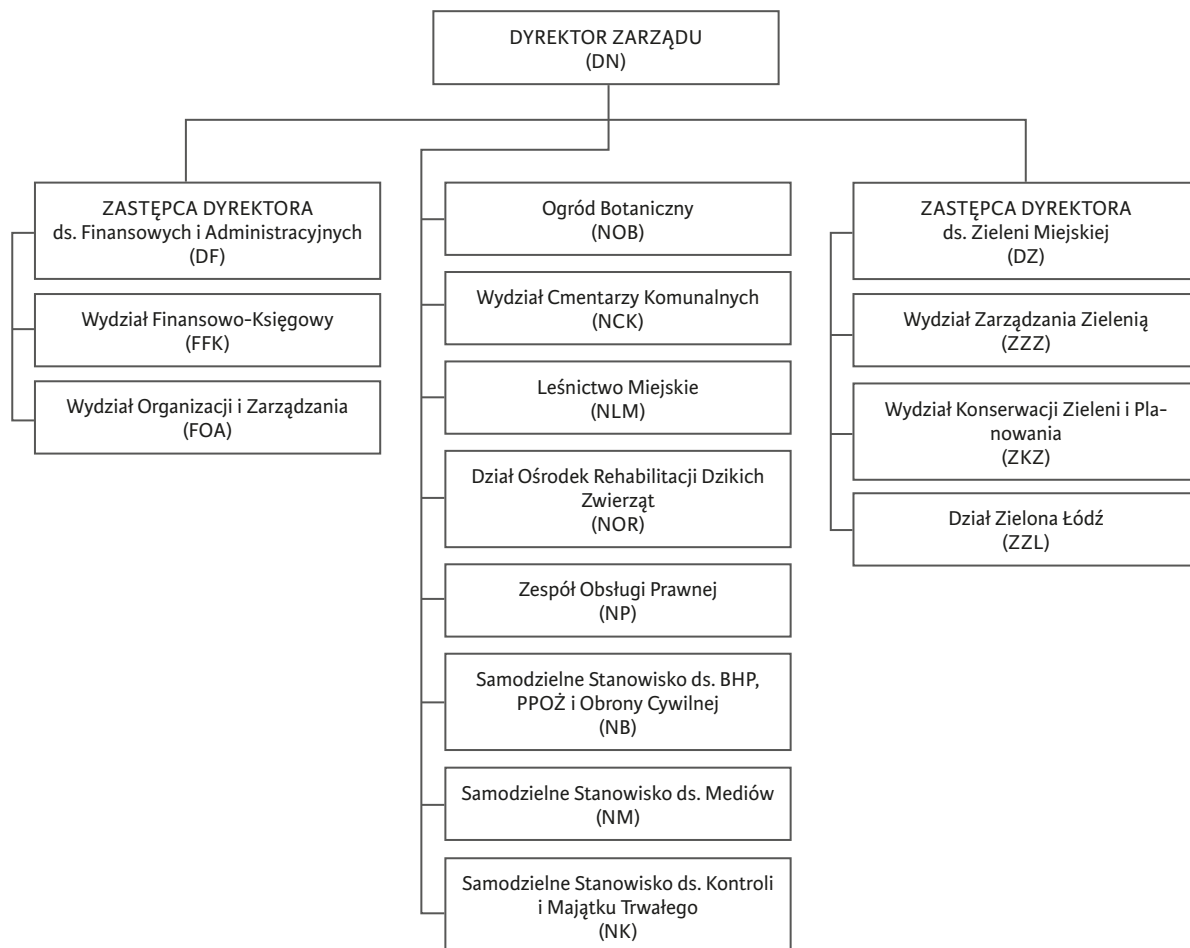 DYREKTOR ZARZĄDU
(DN)
ZASTĘPCA DYREKTORA
ds. Finansowych i Administracyjnych
(DF)
Wydział Finansowo-Księgowy
(FFK)
Wydział Organizacji i Zarządzania
(FOA)
Ogród Botaniczny
(NOB)
Wydział Cmentarzy Komunalnych
(NCK)
Leśnictwo Miejskie
(NLM)
Dział Ośrodek Rehabilitacji Dzikich
Zwierząt
(NOR)
Zespół Obsługi Prawnej
(NP)
Samodzielne Stanowisko ds. BHP,
PPOŻ i Obrony Cywilnej
(NB)
Samodzielne Stanowisko ds. Mediów
(NM)
Samodzielne Stanowisko ds. Kontroli
i Majątku Trwałego
(NK)
ZASTĘPCA DYREKTORA
ds. Zieleni Miejskiej
(DZ)
Wydział Zarządzania Zielenią
(ZZZ)
Wydział Konserwacji Zieleni i Pla-
nowania
(ZKZ)
Dział Zielona Łódź
(ZZL)